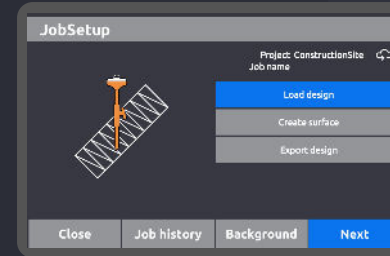 JobSetup
Project: ConstructionSite
Job name
Load design
Create surface
Export design
Close
Job history
Background
Next